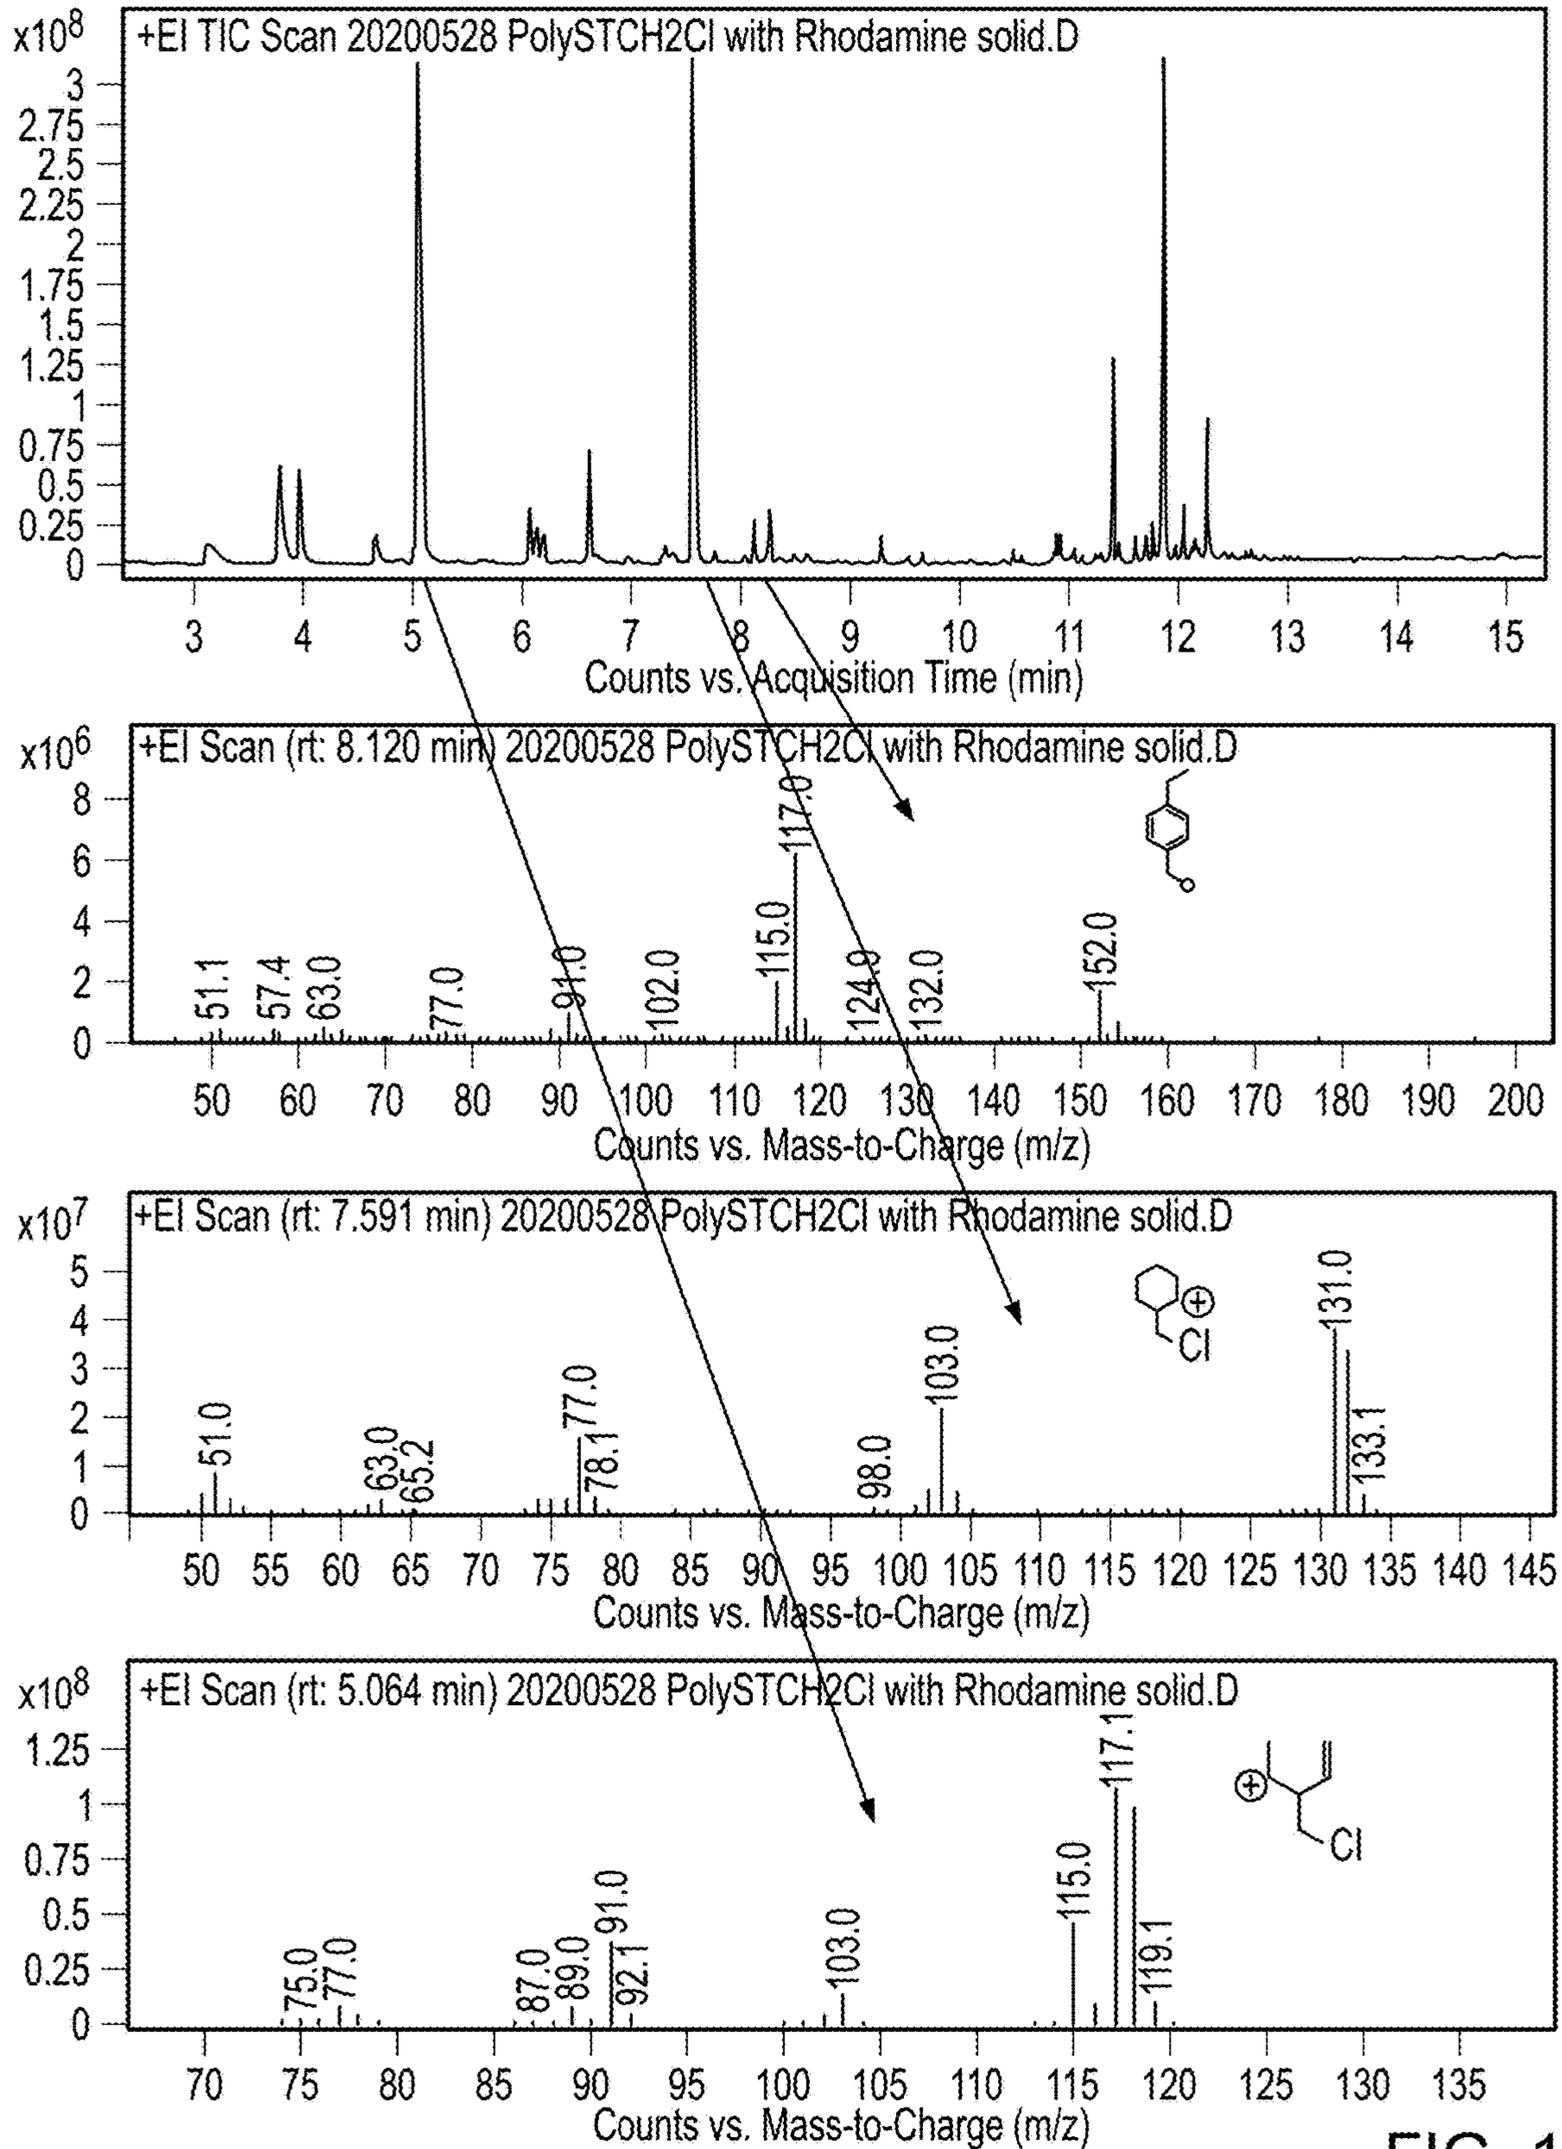 x10^8
+EI TIC Scan 20200528 PolySTCH2Cl with Rhodamine solid.D
3
2.75
2.5
2.25
2
1.75
1.5
1.25
1
0.75
0.5
0.25
0
3 4 5 6 7 8 9 10 11 12 13 14 15
Counts vs. Acquisition Time (min)
x10^6
+EI Scan (rt: 8.120 min) 20200528 PolySTCH2Cl with Rhodamine solid.D
8
6
4
2
0
51.1 57.4 63.0 77.0 91.0 102.0 115.0 117.0 124.9 132.0 152.0
50 60 70 80 90 100 110 120 130 140 150 160 170 180 190 200
Counts vs. Mass-to-Charge (m/z)
x10^7
+EI Scan (rt: 7.591 min) 20200528 PolySTCH2Cl with Rhodamine solid.D
5
4
3
2
1
0
51.0 63.0 65.2 77.0 78.1 98.0 103.0 131.0 133.1
+
Cl
50 55 60 65 70 75 80 85 90 95 100 105 110 115 120 125 130 135 140 145
Counts vs. Mass-to-Charge (m/z)
x10^8
+EI Scan (rt: 5.064 min) 20200528 PolySTCH2Cl with Rhodamine solid.D
1.25
1
0.75
0.5
0.25
0
75.0 77.0 87.0 89.0 91.0 92.1 103.0 115.0 117.1 119.1
+
Cl
70 75 80 85 90 95 100 105 110 115 120 125 130 135
Counts vs. Mass-to-Charge (m/z)